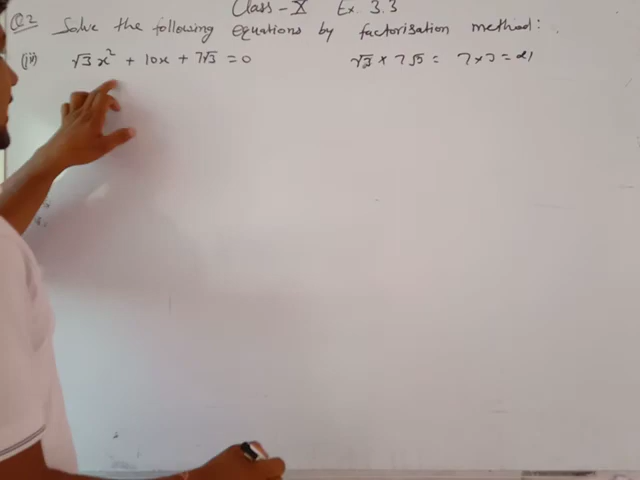 Class-X Ex. 3.3
Q2 Solve the following equations by factorisation method:
(iv) √3 x² + 10x + 7√3 = 0 √3 × 7√3 = 7×3 = 21